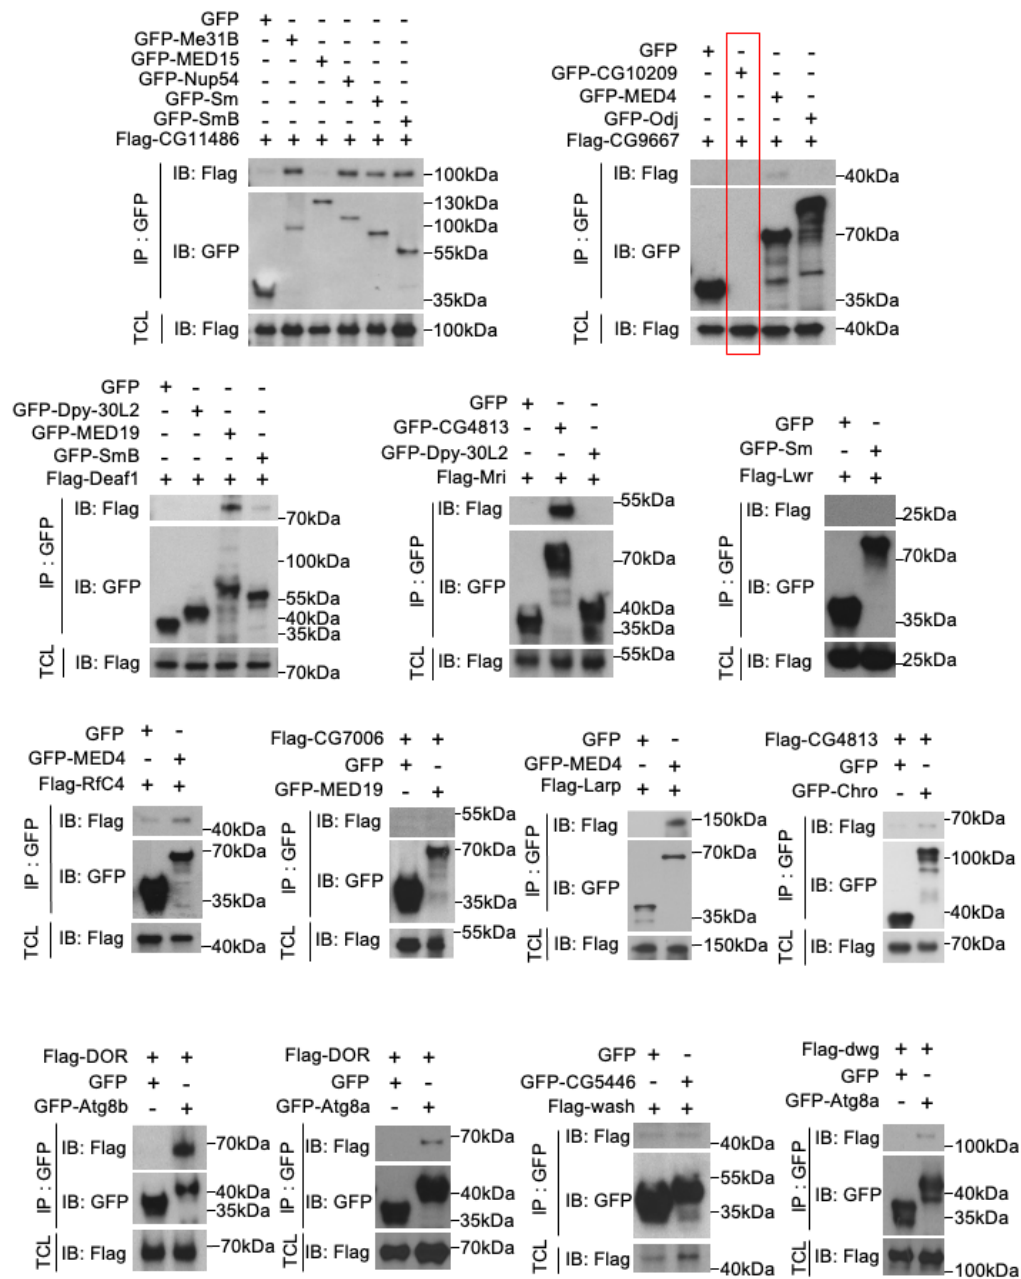 GFP + - - - - -
GFP-Me31B - + - - - -
GFP-MED15 - - + - - -
GFP-Nup54 - - - + - -
GFP-Sm - - - - + -
GFP-SmB - - - - - +
Flag-CG11486 + + + + + +
IP : GFP
IB: Flag
-100kDa
IB: GFP
-130kDa
-100kDa
-55kDa
-35kDa
TCL
IB: Flag
-100kDa
GFP + - - -
GFP-CG10209 - + - -
GFP-MED4 - - + -
GFP-Odj - - - +
Flag-CG9667 + + + +
IP : GFP
IB: Flag
-40kDa
IB: GFP
-70kDa
-35kDa
TCL
IB: Flag
-40kDa
GFP + - - -
GFP-Dpy-30L2 - + - -
GFP-MED19 - - + -
GFP-SmB - - - +
Flag-Deaf1 + + + +
IP : GFP
IB: Flag
-70kDa
IB: GFP
-100kDa
-55kDa
-40kDa
-35kDa
TCL
IB: Flag
-70kDa
GFP + - -
GFP-CG4813 - + -
GFP-Dpy-30L2 - - +
Flag-Mri + + +
IP : GFP
IB: Flag
-55kDa
IB: GFP
-70kDa
-40kDa
-35kDa
TCL
IB: Flag
-55kDa
GFP + -
GFP-Sm - +
Flag-Lwr + +
IP : GFP
IB: Flag
-25kDa
IB: GFP
-70kDa
-35kDa
TCL
IB: Flag
-25kDa
GFP + -
GFP-MED4 - +
Flag-RfC4 + +
IP : GFP
IB: Flag
-40kDa
IB: GFP
-70kDa
-35kDa
TCL
IB: Flag
-40kDa
Flag-CG7006 + +
GFP + -
GFP-MED19 - +
IP : GFP
IB: Flag
-55kDa
IB: GFP
-70kDa
-35kDa
TCL
IB: Flag
-55kDa
GFP + -
GFP-MED4 - +
Flag-Larp + +
IP : GFP
IB: Flag
-150kDa
IB: GFP
-70kDa
-35kDa
TCL
IB: Flag
-150kDa
Flag-CG4813 + +
GFP + -
GFP-Chro - +
IP : GFP
IB: Flag
-70kDa
IB: GFP
-100kDa
-40kDa
TCL
IB: Flag
-70kDa
Flag-DOR + +
GFP + -
GFP-Atg8b - +
IP : GFP
IB: Flag
-70kDa
IB: GFP
-40kDa
-35kDa
TCL
IB: Flag
-70kDa
Flag-DOR + +
GFP + -
GFP-Atg8a - +
IP : GFP
IB: Flag
-70kDa
IB: GFP
-40kDa
-35kDa
TCL
IB: Flag
-70kDa
GFP + -
GFP-CG5446 - +
Flag-wash + +
IP : GFP
IB: Flag
-40kDa
IB: GFP
-55kDa
-35kDa
TCL
IB: Flag
-40kDa
Flag-dwg + +
GFP + -
GFP-Atg8a - +
IP : GFP
IB: Flag
-100kDa
IB: GFP
-40kDa
-35kDa
TCL
IB: Flag
-100kDa